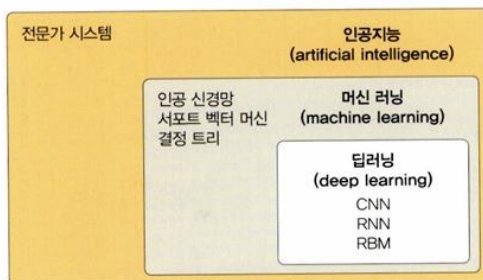 전문가 시스템
인공지능
(artificial intelligence)
인공 신경망
서포트 벡터 머신
결정 트리
머신 러닝
(machine learning)
딥러닝
(deep learning)
CNN
RNN
RBM